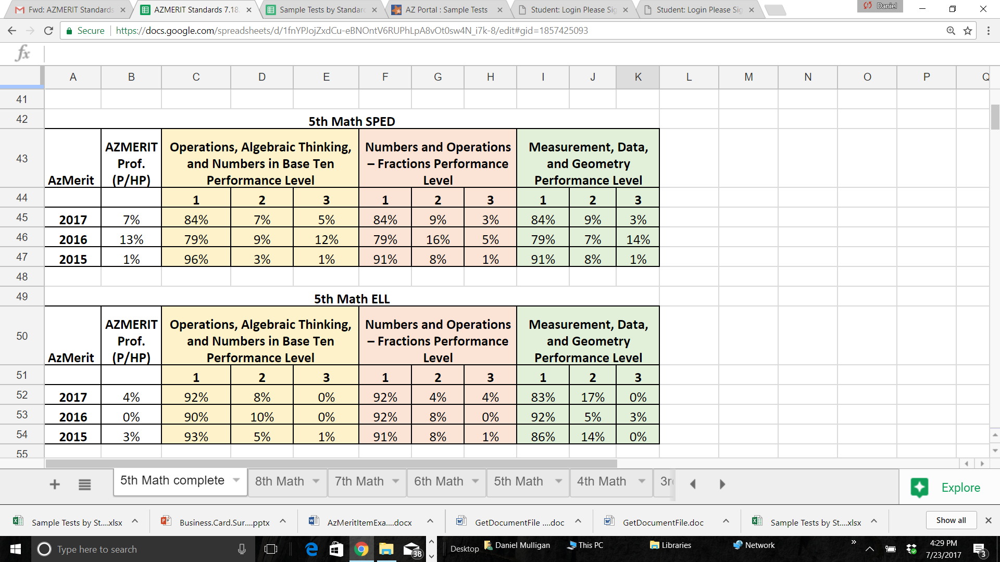 Fwd: AZMERIT Standards
AZMERIT Standards 7.18.
Sample Tests by Standard
AZ Portal : Sample Tests
Student: Login Please Sig
Student: Login Please Sig
Daniel
Secure https://docs.google.com/spreadsheets/d/1fnYPJojZxdCu-eBNOntV6RUPhLpA8vOt0sw4N_i7k-8/edit#gid=1857425093
fx
A B C D E F G H I J K L M N O P Q
41
42 5th Math SPED
43 AzMerit
AZMERIT
Prof.
(P/HP)
Operations, Algebraic Thinking,
and Numbers in Base Ten
Performance Level
Numbers and Operations
– Fractions Performance
Level
Measurement, Data,
and Geometry
Performance Level
44 1 2 3 1 2 3 1 2 3
45 2017 7% 84% 7% 5% 84% 9% 3% 84% 9% 3%
46 2016 13% 79% 9% 12% 79% 16% 5% 79% 7% 14%
47 2015 1% 96% 3% 1% 91% 8% 1% 91% 8% 1%
48
49 5th Math ELL
50 AzMerit
AZMERIT
Prof.
(P/HP)
Operations, Algebraic Thinking,
and Numbers in Base Ten
Performance Level
Numbers and Operations
– Fractions Performance
Level
Measurement, Data,
and Geometry
Performance Level
51 1 2 3 1 2 3 1 2 3
52 2017 4% 92% 8% 0% 92% 4% 4% 83% 17% 0%
53 2016 0% 90% 10% 0% 92% 8% 0% 92% 5% 3%
54 2015 3% 93% 5% 1% 91% 8% 1% 86% 14% 0%
55
5th Math complete 8th Math 7th Math 6th Math 5th Math 4th Math 3r
Explore
Sample Tests by St....xlsx
Business.Card.Sur....pptx
AzMeritItemExa....docx
GetDocumentFile ....doc
GetDocumentFile.doc
Sample Tests by St....xlsx
Show all
Type here to search
38
Desktop
Daniel Mulligan
This PC
Libraries
Network
»
4:29 PM
7/23/2017
3